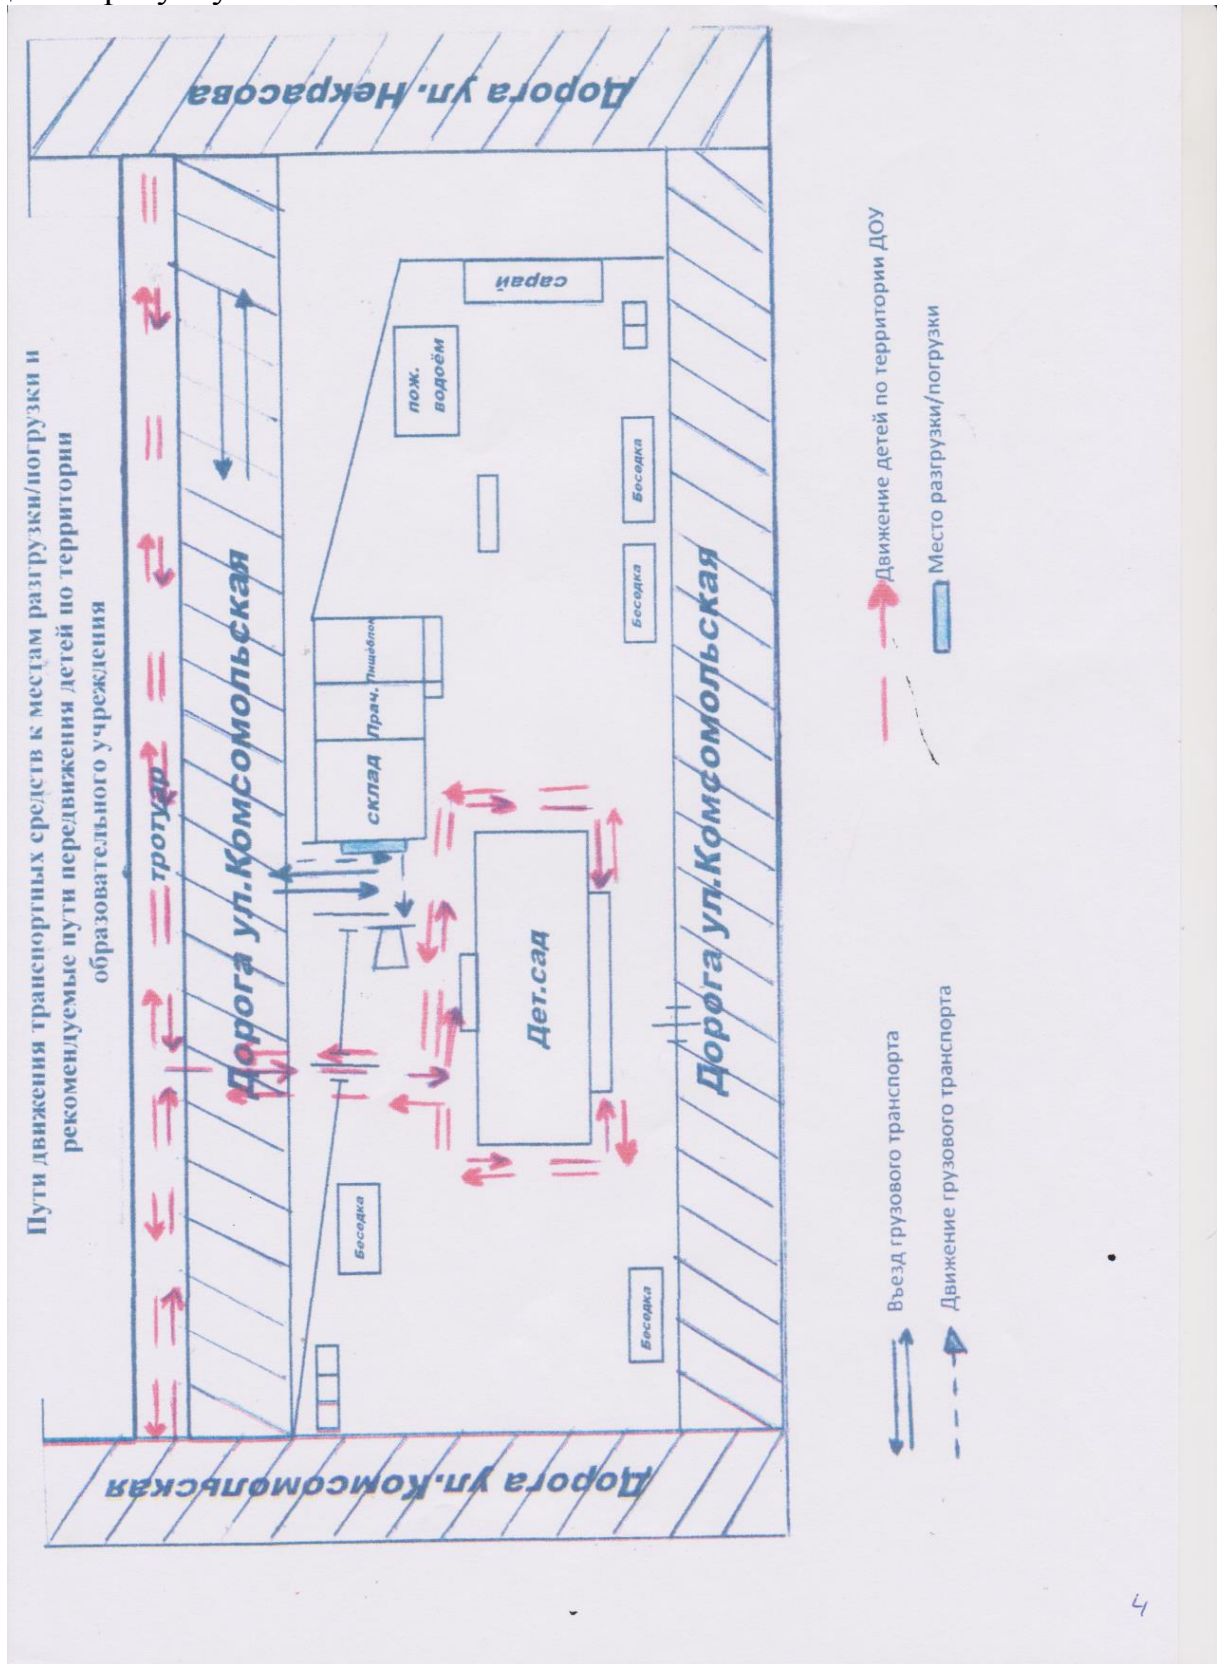 Пути движения транспортных средств к местам разгрузки/погрузки и
рекомендуемые пути передвижения детей по территории
образовательного учреждения
Дорога ул. Некрасова
тротуар
Дорога ул.Комсомольская
сарай
пож.
водоём
Пищеблок
Прач.
склад
Беседка
Беседка
Дет.сад
Беседка
Беседка
Дорога ул.Комсомольская
Дорога ул.Комсомольская
Въезд грузового транспорта
Движение грузового транспорта
Движение детей по территории ДОУ
Место разгрузки/погрузки
4